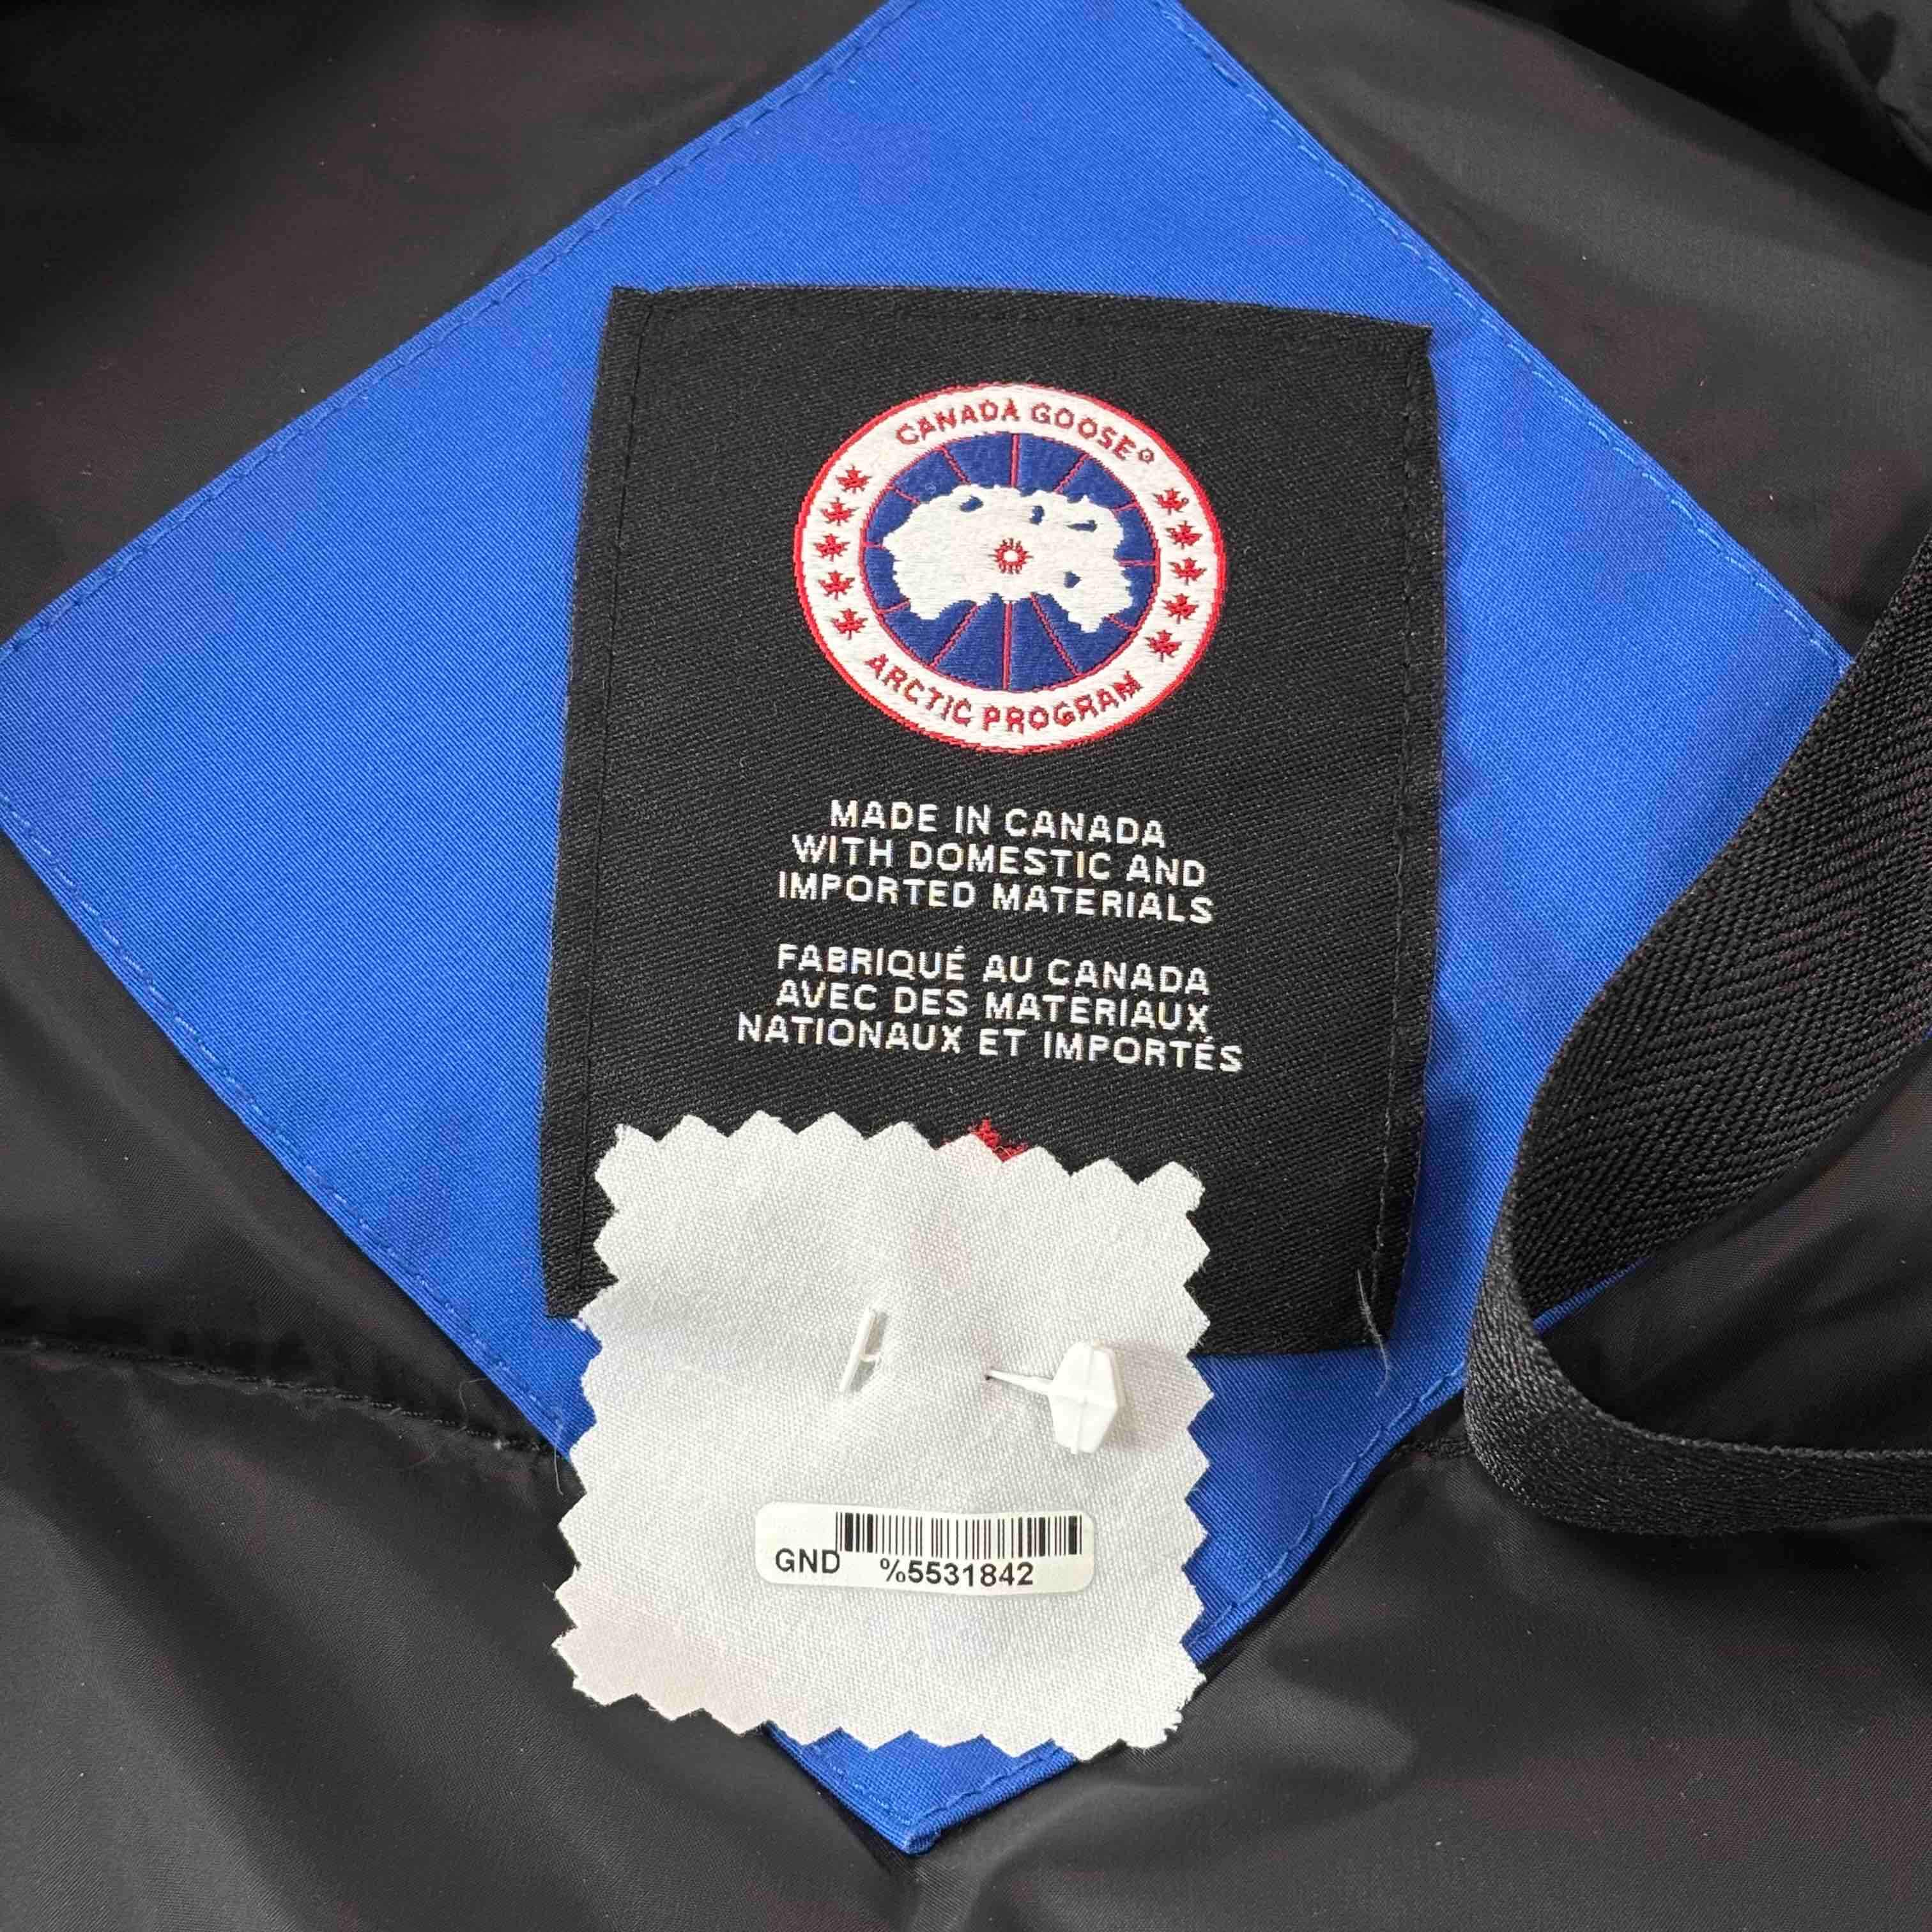 CANADA GOOSE®
ARCTIC PROGRAM
MADE IN CANADA
WITH DOMESTIC AND
IMPORTED MATERIALS
FABRIQUÉ AU CANADA
AVEC DES MATÉRIAUX
NATIONAUX ET IMPORTÉS
GND %5531842